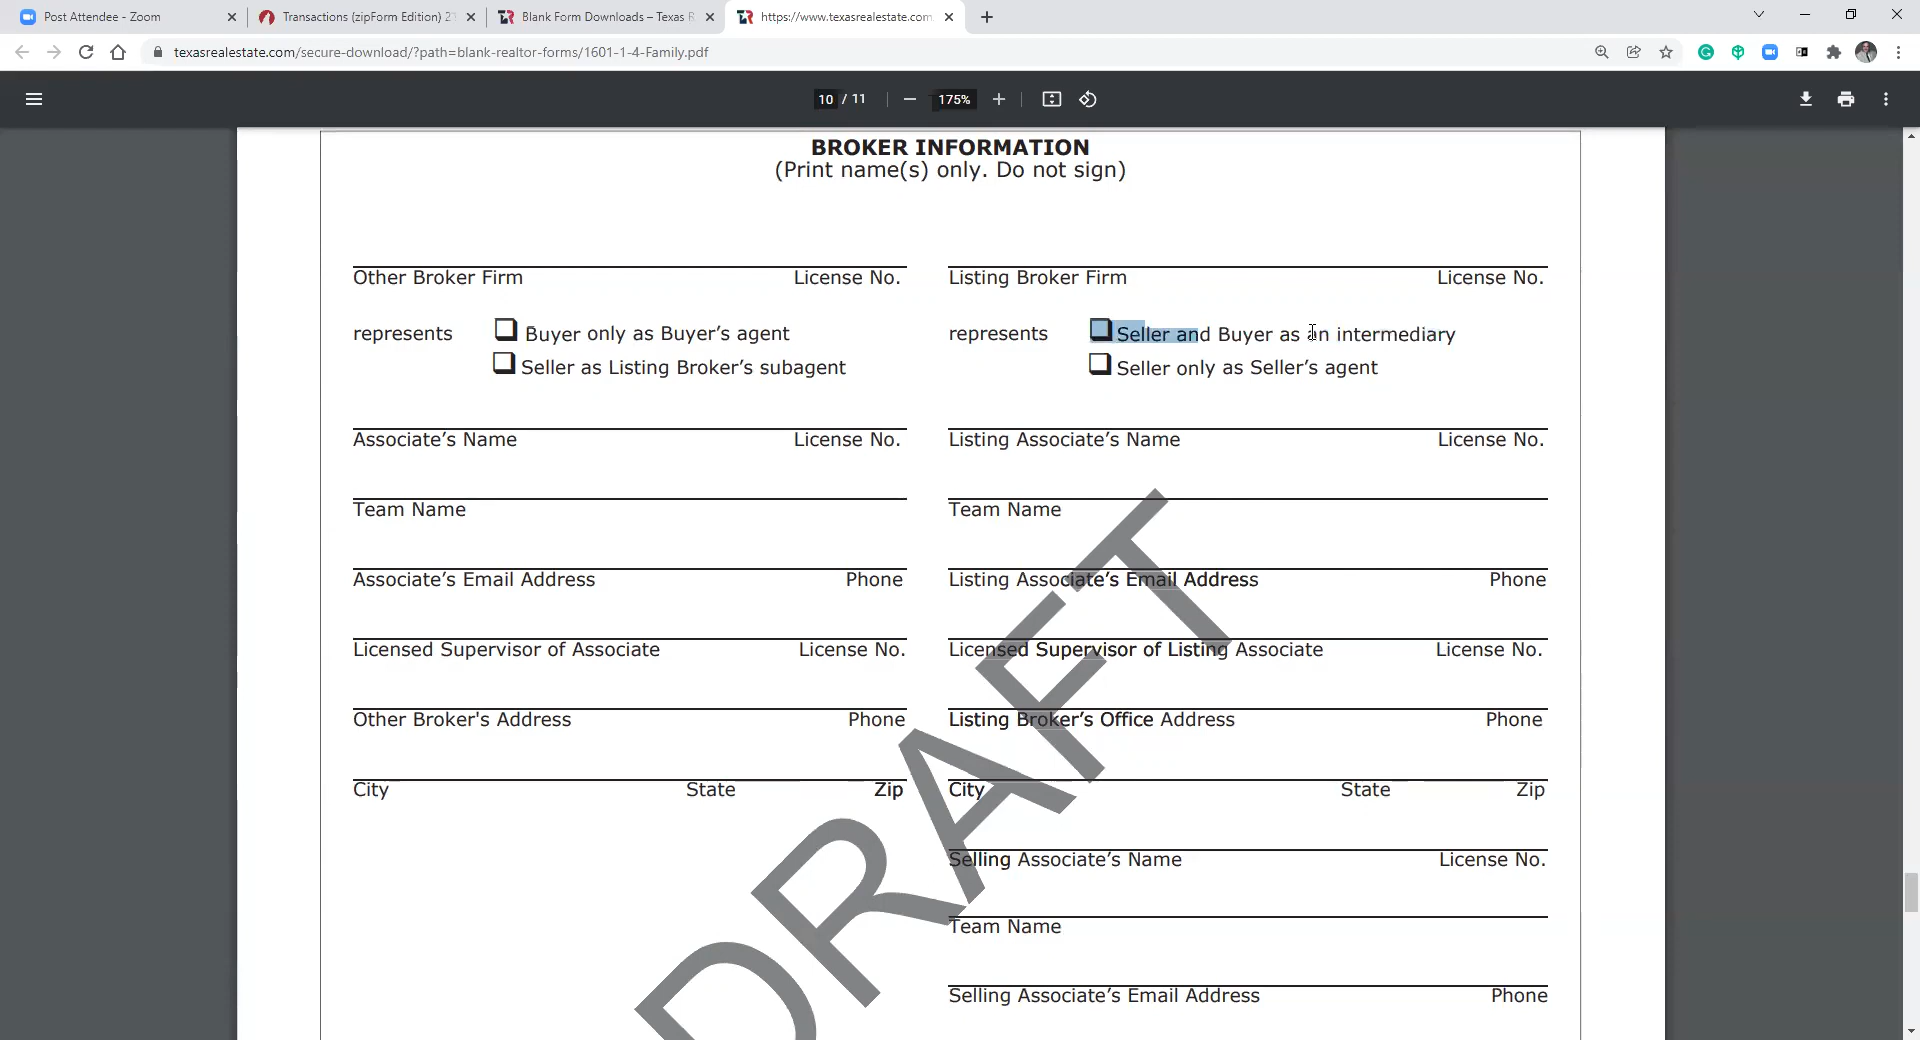 Post Attendee - Zoom
Transactions (zipForm Edition) 2
Blank Form Downloads – Texas R
https://www.texasrealestate.com
texasrealestate.com/secure-download/?path=blank-realtor-forms/1601-1-4-Family.pdf
10 / 11
175%
BROKER INFORMATION
(Print name(s) only. Do not sign)
Other Broker Firm License No.
Listing Broker Firm License No.
represents Buyer only as Buyer’s agent
Seller as Listing Broker’s subagent
represents Seller and Buyer as an intermediary
Seller only as Seller’s agent
Associate’s Name License No.
Listing Associate’s Name License No.
Team Name
Team Name
Associate’s Email Address Phone
Listing Associate’s Email Address Phone
Licensed Supervisor of Associate License No.
Licensed Supervisor of Listing Associate License No.
Other Broker's Address Phone
Listing Broker’s Office Address Phone
City State Zip
City State Zip
Selling Associate’s Name License No.
Team Name
Selling Associate’s Email Address Phone
DRAFT